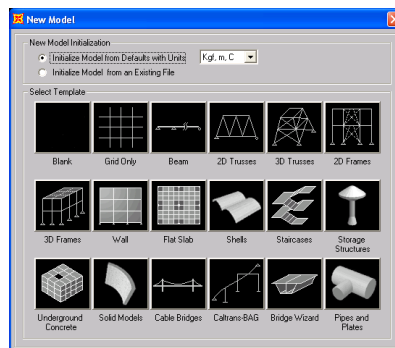 New Model
New Model Initialization
Initialize Model from Defaults with Units
Kgf, m, C
Initialize Model from an Existing File
Select Template
Blank
Grid Only
Beam
2D Trusses
3D Trusses
2D Frames
3D Frames
Wall
Flat Slab
Shells
Staircases
Storage
Structures
Underground
Concrete
Solid Models
Cable Bridges
Caltrans-BAG
Bridge Wizard
Pipes and
Plates